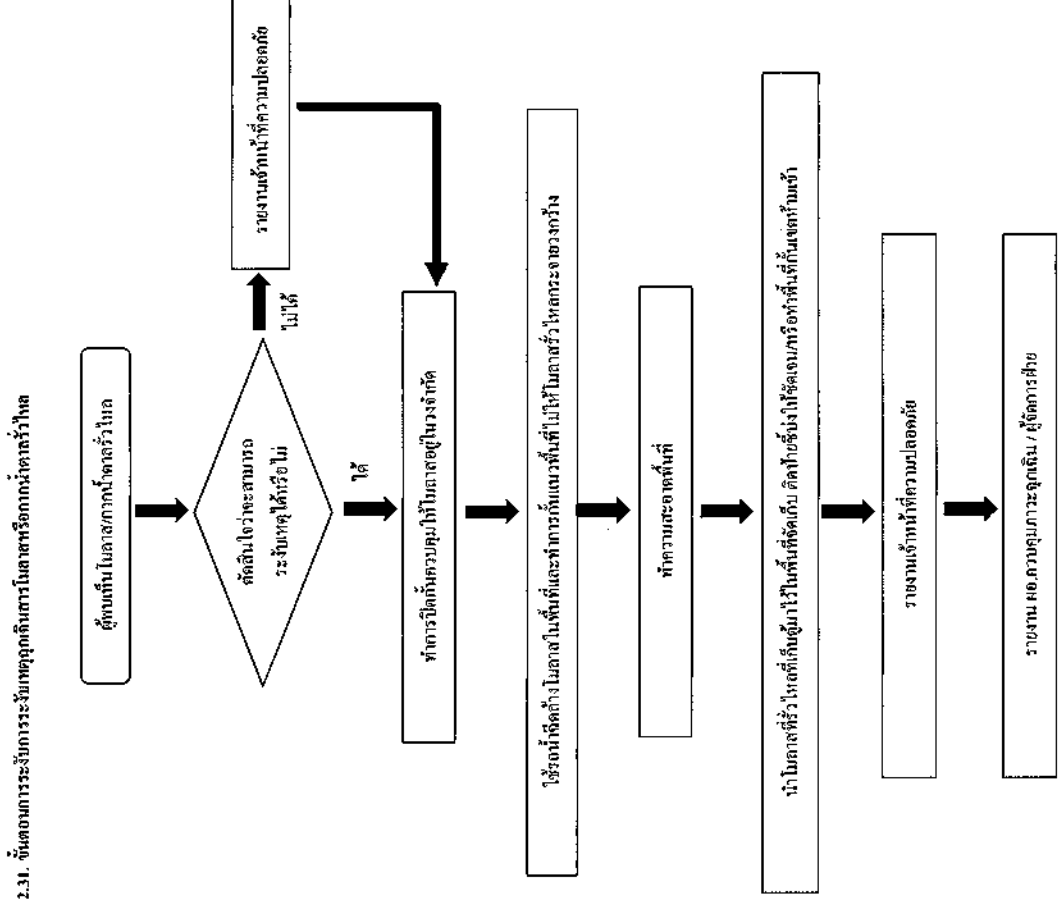 2.31. ขั้นตอนการระงับการระงับเหตุฉุกเฉินสารโมลาสหรือกากน้ำตาลรั่วไหล
ผู้พบเห็นโมลาส/กากน้ำตาลรั่วไหล
ตัดสินใจว่าจะสามารถ
ระงับเหตุได้หรือไม่
ไม่ได้
รายงานเจ้าหน้าที่ความปลอดภัย
ได้
ทำการปิดกั้นควบคุมให้โมลาสอยู่ในวงจำกัด
ใช้รถน้ำฉีดล้างโมลาสในพื้นที่และทำการกั้นแนวพื้นที่ไม่ให้โมลาสรั่วไหลกระจายวงกว้าง
ทำความสะอาดพื้นที่
นำโมลาสที่รั่วไหลที่เก็บกู้มาไว้ในพื้นที่จัดเก็บ ติดป้ายชี้บ่งให้ชัดเจน/หรือทำพื้นที่กั้นเขตห้ามเข้า
รายงานเจ้าหน้าที่ความปลอดภัย
รายงาน ผอ.ควบคุมภาวะฉุกเฉิน / ผู้จัดการฝ่าย